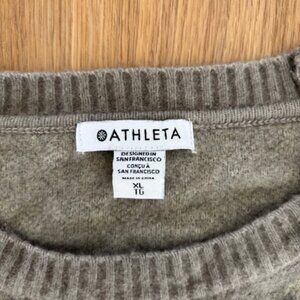 ATHLETA
DESIGNED IN
SAN FRANCISCO
CONÇU À
SAN FRANCISCO
MADE IN CHINA
XL
TG